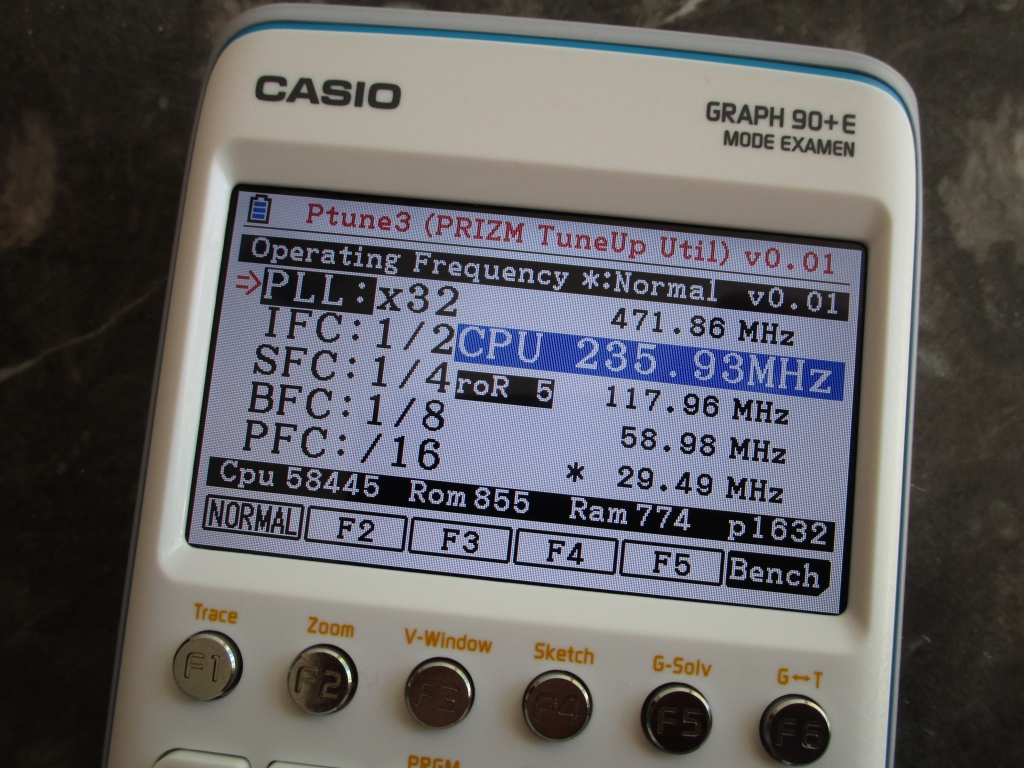 CASIO
GRAPH 90+E
MODE EXAMEN
Ptune3 (PRIZM TuneUp Util) v0.01
Operating Frequency *:Normal v0.01
⇒PLL:x32 471.86 MHz
IFC:1/2 CPU 235.93MHz
SFC:1/4 roR 5 117.96 MHz
BFC:1/8 58.98 MHz
PFC:/16 * 29.49 MHz
Cpu 58445 Rom 855 Ram 774 p1632
NORMAL F2 F3 F4 F5 Bench
Trace Zoom V-Window Sketch G-Solv G↔T
F1 F2 F3 F4 F5 F6
PRGM